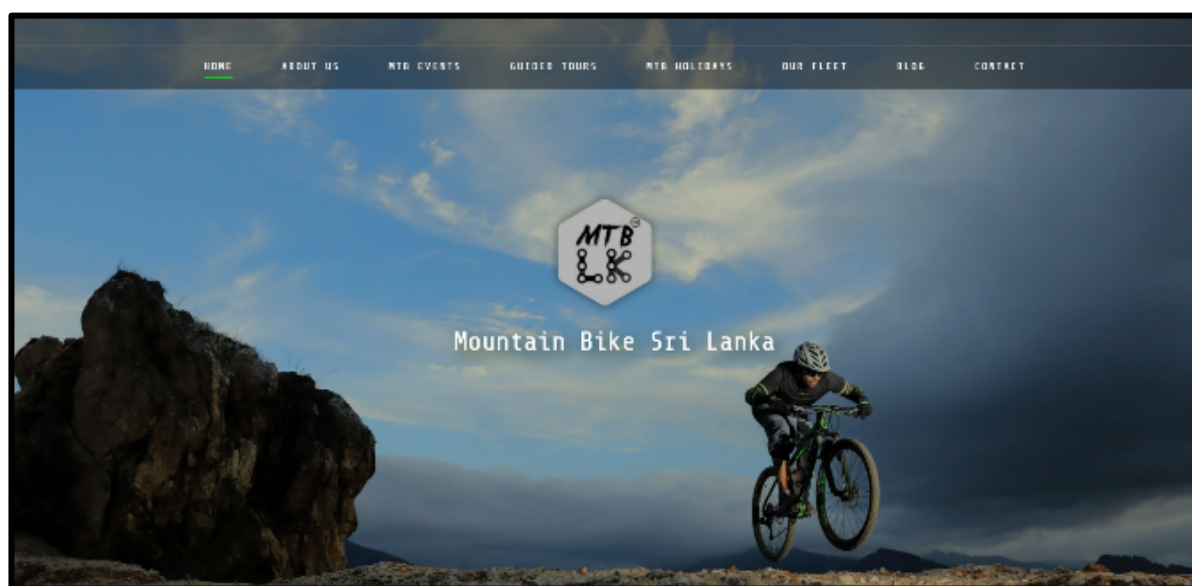 HOME ABOUT US MTB EVENTS GUIDED TOURS MTB HOLIDAYS OUR FLEET BLOG CONTACT
MTB
LK
Mountain Bike Sri Lanka